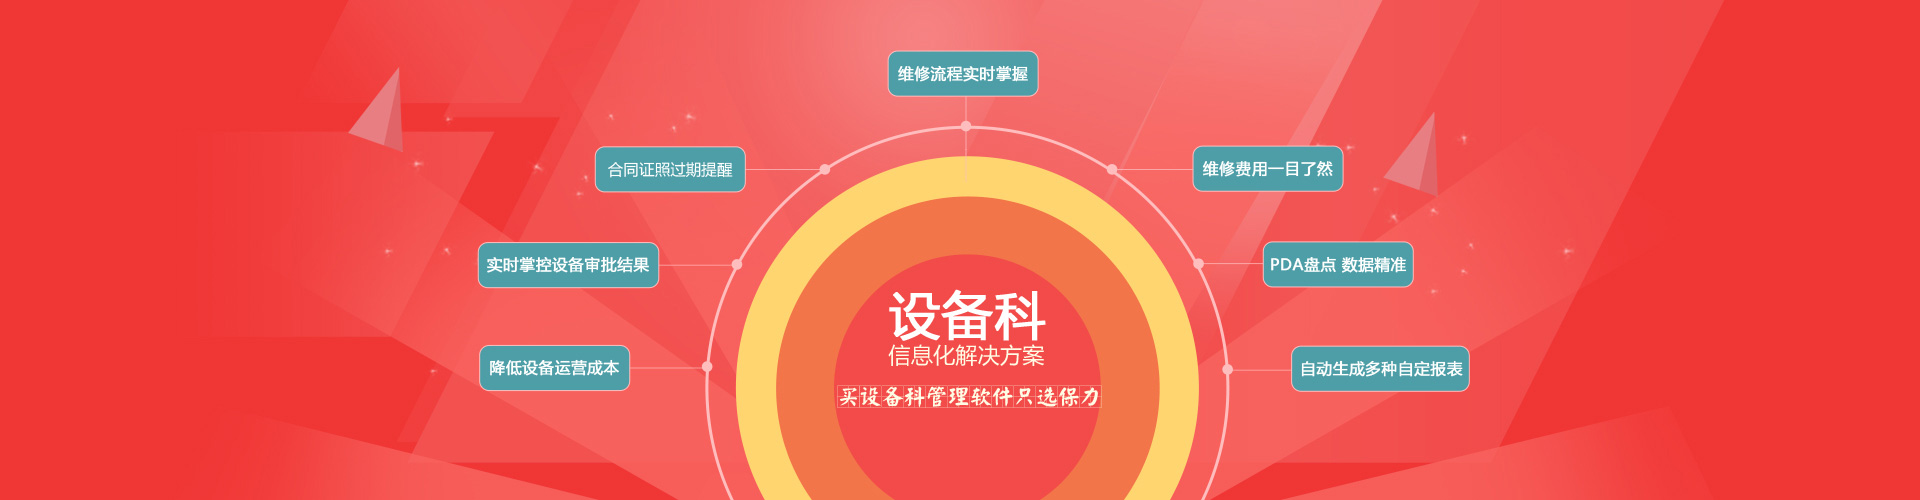 维修流程实时掌握
合同证照过期提醒
维修费用一目了然
实时掌控设备审批结果
PDA盘点 数据精准
降低设备运营成本
自动生成多种自定报表
设备科
信息化解决方案
买设备科管理软件只选保力